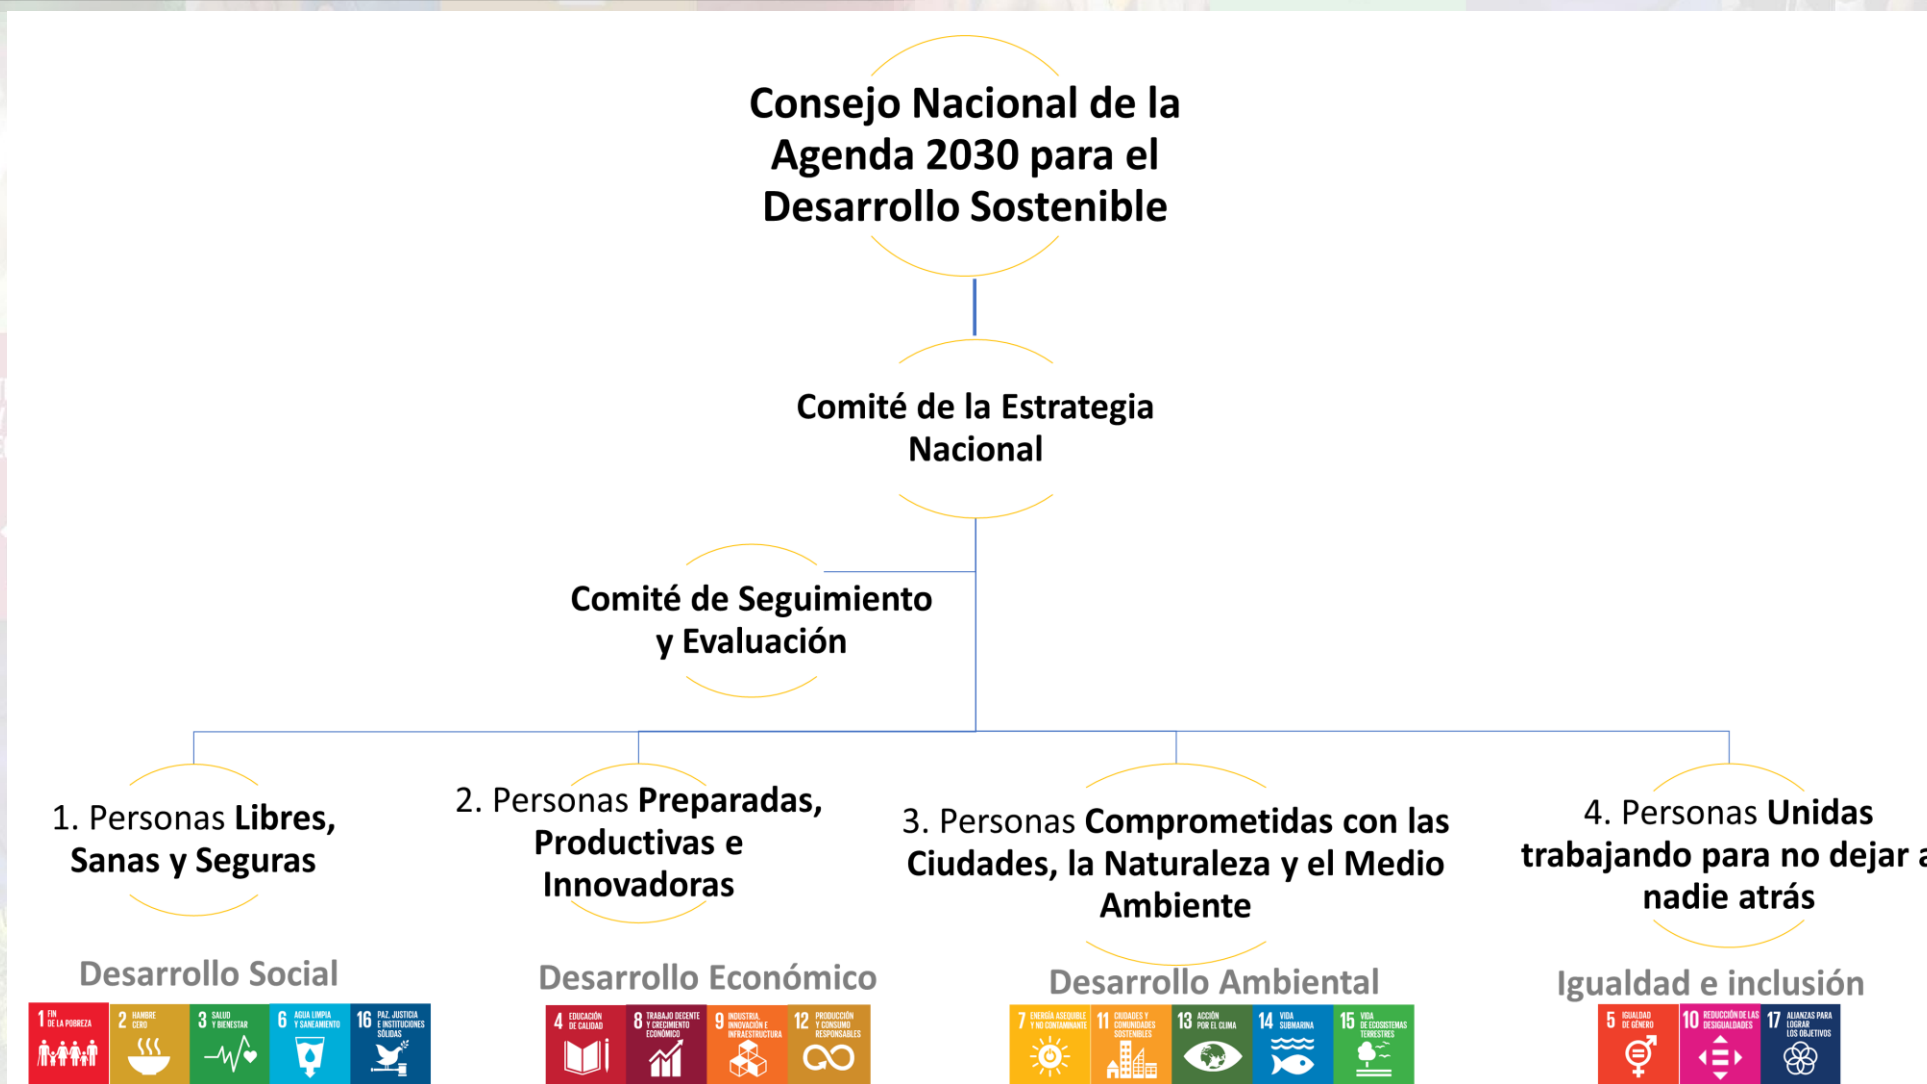 Consejo Nacional de la
Agenda 2030 para el
Desarrollo Sostenible
Comité de la Estrategia
Nacional
Comité de Seguimiento
y Evaluación
1. Personas Libres,
Sanas y Seguras
2. Personas Preparadas,
Productivas e
Innovadoras
3. Personas Comprometidas con las
Ciudades, la Naturaleza y el Medio
Ambiente
4. Personas Unidas
trabajando para no dejar a
nadie atrás
Desarrollo Social
Desarrollo Económico
Desarrollo Ambiental
Igualdad e inclusión
1 FIN
DE LA POBREZA
2 HAMBRE
CERO
3 SALUD
Y BIENESTAR
6 AGUA LIMPIA
Y SANEAMIENTO
16 PAZ, JUSTICIA
E INSTITUCIONES
SÓLIDAS
4 EDUCACIÓN
DE CALIDAD
8 TRABAJO DECENTE
Y CRECIMIENTO
ECONÓMICO
9 INDUSTRIA,
INNOVACIÓN E
INFRAESTRUCTURA
12 PRODUCCIÓN
Y CONSUMO
RESPONSABLES
7 ENERGÍA ASEQUIBLE
Y NO CONTAMINANTE
11 CIUDADES Y
COMUNIDADES
SOSTENIBLES
13 ACCIÓN
POR EL CLIMA
14 VIDA
SUBMARINA
15 VIDA
DE ECOSISTEMAS
TERRESTRES
5 IGUALDAD
DE GÉNERO
10 REDUCCIÓN DE LAS
DESIGUALDADES
17 ALIANZAS PARA
LOGRAR
LOS OBJETIVOS